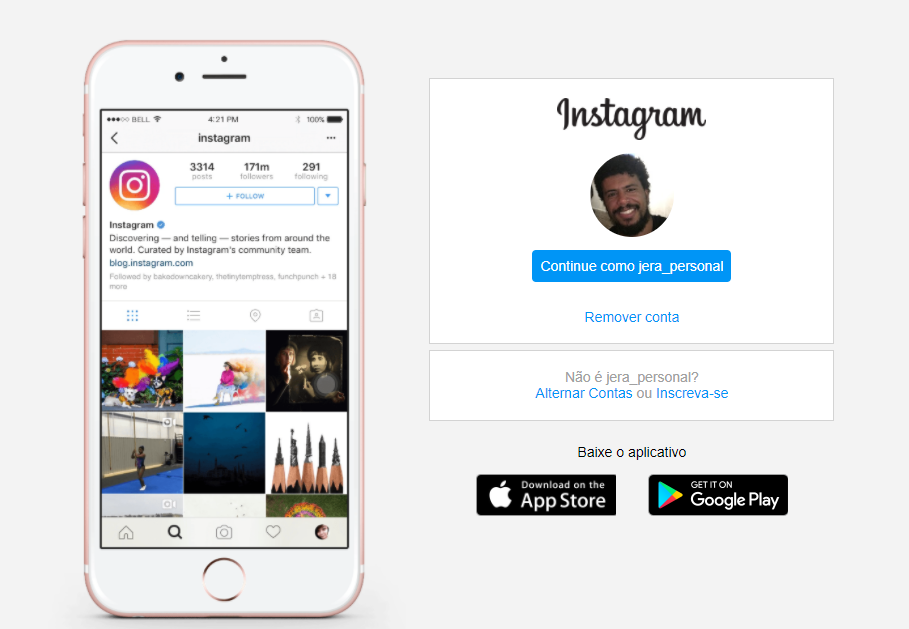 BELL
4:21 PM
100%
instagram
3314
171m
291
posts
followers
following
+ FOLLOW
Instagram
Discovering — and telling — stories from around the
world. Curated by Instagram's community team.
blog.instagram.com
Followed by bakedowncakery, thetinytemptress, funchpunch + 18
more
Instagram
Continue como jera_personal
Remover conta
Não é jera_personal?
Alternar Contas ou Inscreva-se
Baixe o aplicativo
Download on the
App Store
GET IT ON
Google Play